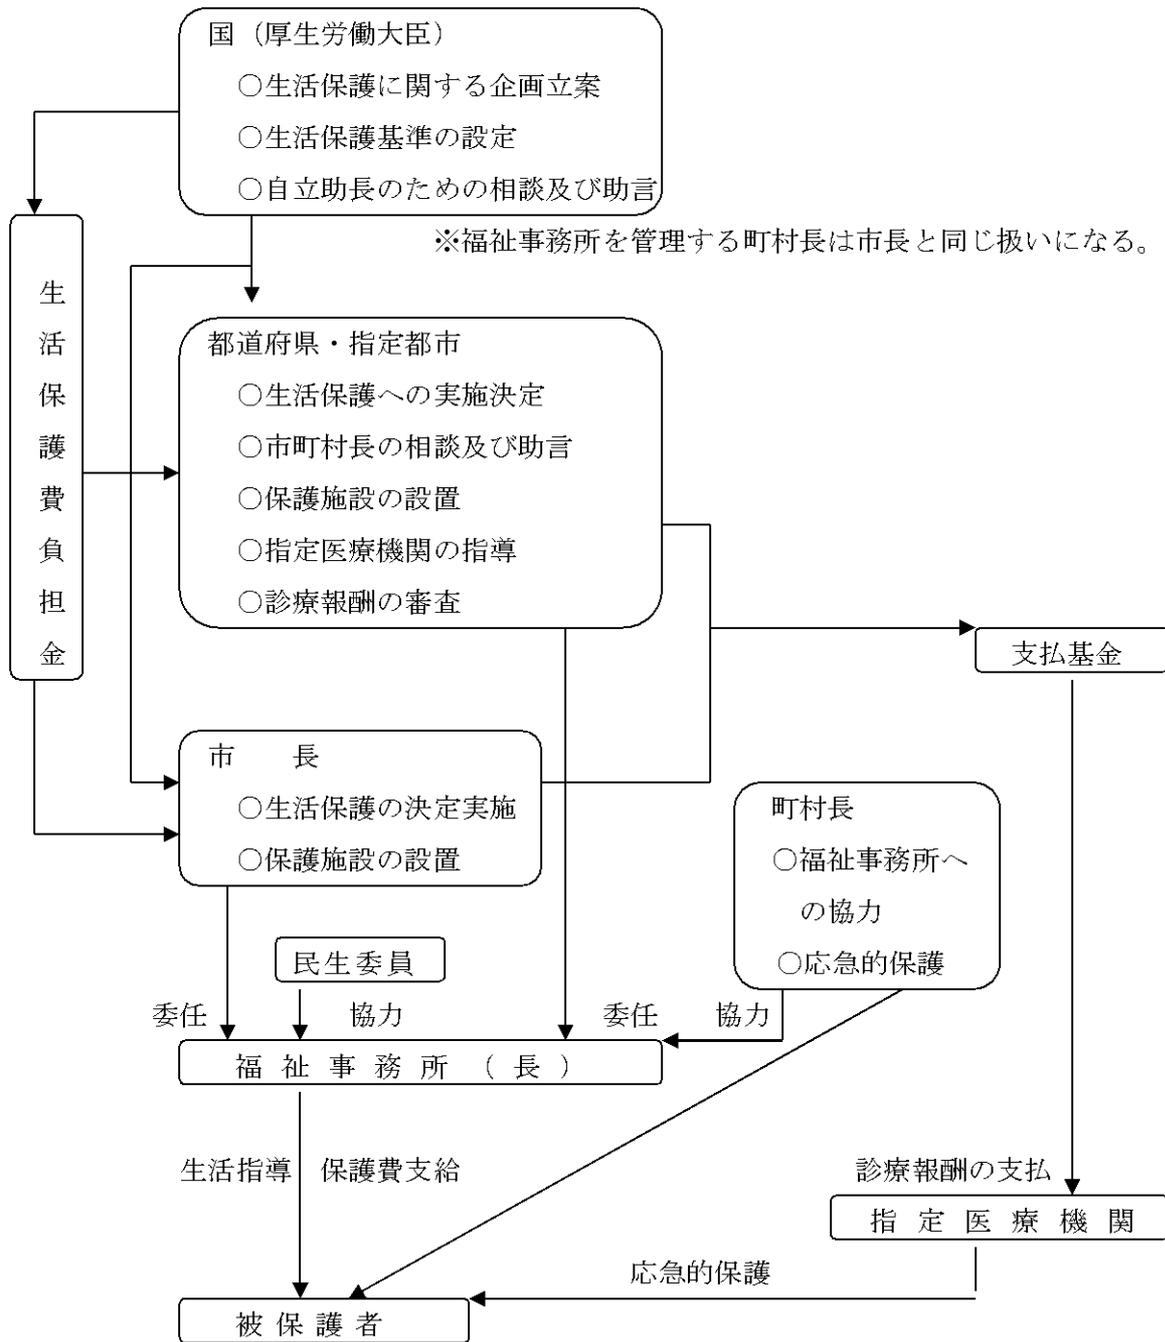 国（厚生労働大臣）
○生活保護に関する企画立案
○生活保護基準の設定
○自立助長のための相談及び助言
※福祉事務所を管理する町村長は市長と同じ扱いになる。
生活保護費負担金
都道府県・指定都市
○生活保護への実施決定
○市町村長の相談及び助言
○保護施設の設置
○指定医療機関の指導
○診療報酬の審査
支払基金
市　　長
○生活保護の決定実施
○保護施設の設置
町村長
○福祉事務所へ
の協力
○応急的保護
民生委員
委任
協力
委任
協力
福祉事務所（長）
生活指導
保護費支給
診療報酬の支払
指定医療機関
応急的保護
被保護者